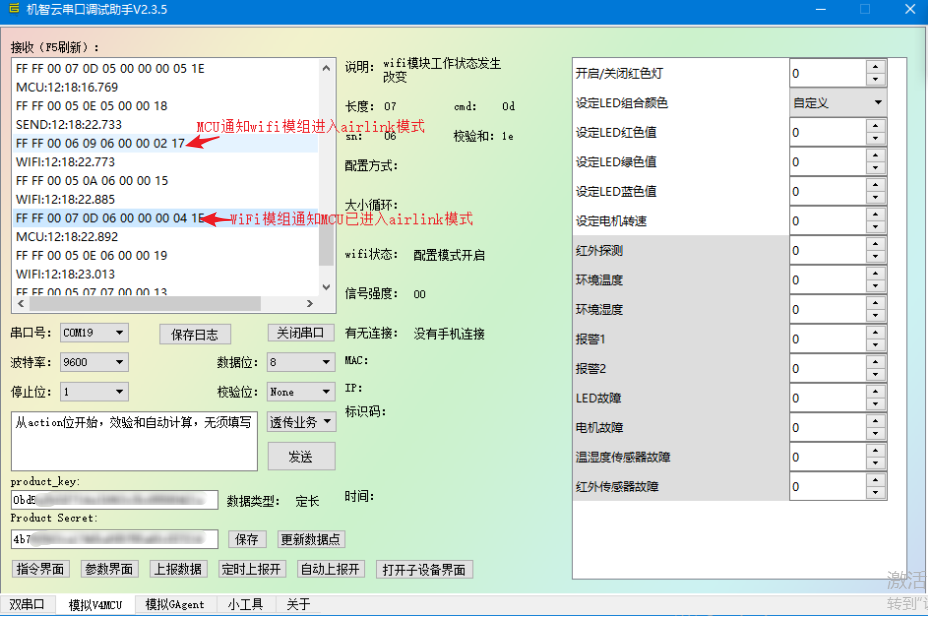 机智云串口调试助手V2.3.5
接收（F5刷新）：
FF FF 00 07 0D 05 00 00 00 05 1E
MCU:12:18:16.769
FF FF 00 05 0E 05 00 00 18
SEND:12:18:22.733
FF FF 00 06 09 06 00 00 02 17
WIFI:12:18:22.773
FF FF 00 05 0A 06 00 00 15
WIFI:12:18:22.885
FF FF 00 07 0D 06 00 00 00 04 1E
MCU:12:18:22.892
FF FF 00 05 0E 06 00 00 19
WIFI:12:18:23.013
FF FF 00 05 07 07 00 00 13
MCU通知wifi模组进入airlink模式
WiFi模组通知MCU已进入airlink模式
说明： wifi模块工作状态发生
改变
长度： 07 cmd: 0d
sn: 06 校验和： 1e
配置方式：
大小循环：
wifi状态： 配置模式开启
信号强度： 00
有无连接： 没有手机连接
MAC:
IP:
标识码：
时间：
串口号： COM19 保存日志 关闭串口
波特率： 9600 数据位： 8
停止位： 1 校验位： None
从action位开始，效验和自动计算，无须填写
透传业务
发送
product_key:
0bd5
数据类型： 定长
Product Secret:
4b7
保存 更新数据点
指令界面 参数界面 上报数据 定时上报开 自动上报开 打开子设备界面
双串口 模拟V4MCU 模拟GAgent 小工具 关于
开启/关闭红色灯 0
设定LED组合颜色 自定义
设定LED红色值 0
设定LED绿色值 0
设定LED蓝色值 0
设定电机转速 0
红外探测 0
环境温度 0
环境湿度 0
报警1 0
报警2 0
LED故障 0
电机故障 0
温湿度传感器故障 0
红外传感器故障 0
激活
转到"